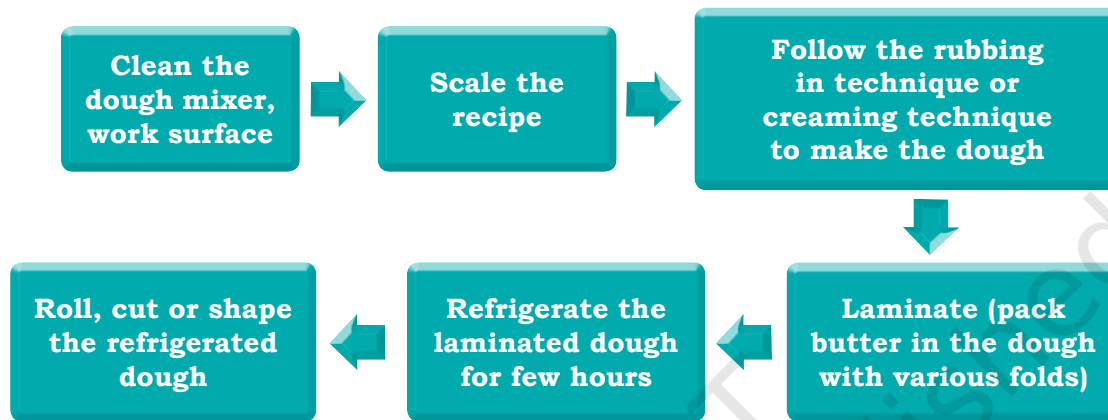 Clean the
dough mixer,
work surface
Scale the
recipe
Follow the rubbing
in technique or
creaming technique
to make the dough
Laminate (pack
butter in the dough
with various folds)
Refrigerate the
laminated dough
for few hours
Roll, cut or shape
the refrigerated
dough